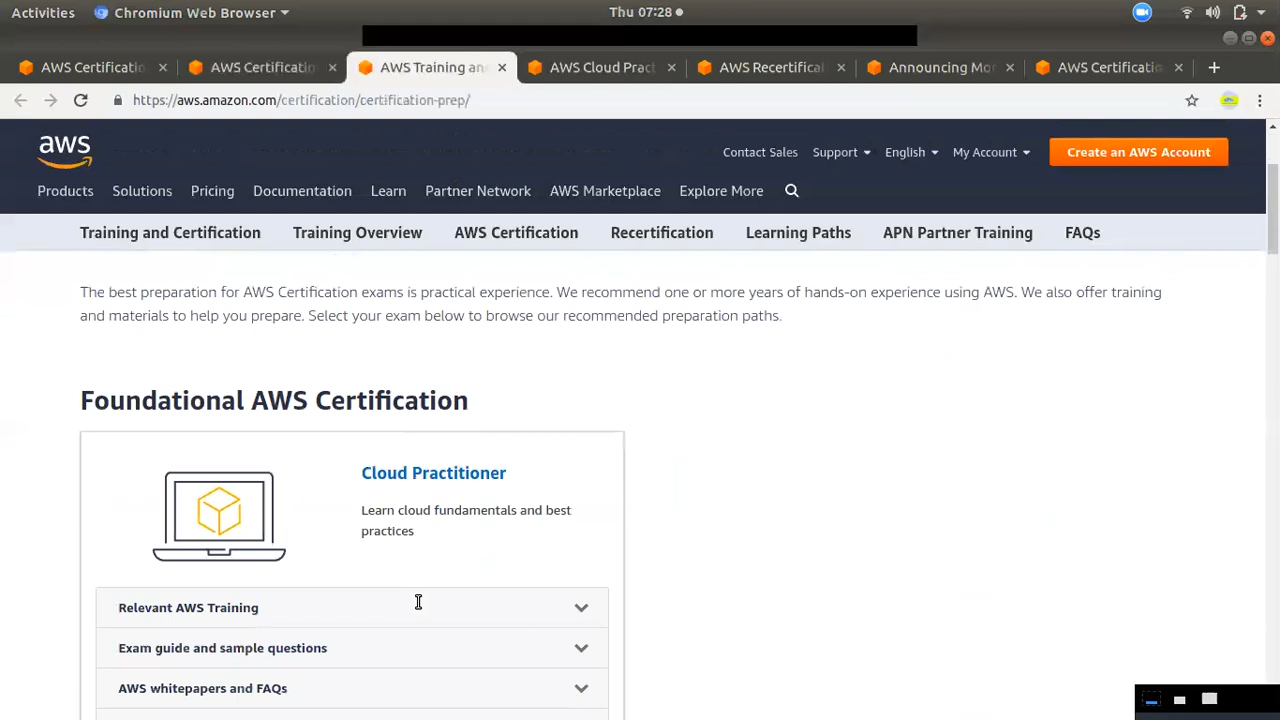 Activities Chromium Web Browser Thu 07:28
AWS Certificatio AWS Certification AWS Training an AWS Cloud Pract AWS Recertifical Announcing Mo AWS Certificatio
https://aws.amazon.com/certification/certification-prep/
aws
Contact Sales Support English My Account Create an AWS Account
Products Solutions Pricing Documentation Learn Partner Network AWS Marketplace Explore More
Training and Certification Training Overview AWS Certification Recertification Learning Paths APN Partner Training FAQs
The best preparation for AWS Certification exams is practical experience. We recommend one or more years of hands-on experience using AWS. We also offer training
and materials to help you prepare. Select your exam below to browse our recommended preparation paths.
Foundational AWS Certification
Cloud Practitioner
Learn cloud fundamentals and best
practices
Relevant AWS Training
Exam guide and sample questions
AWS whitepapers and FAQs